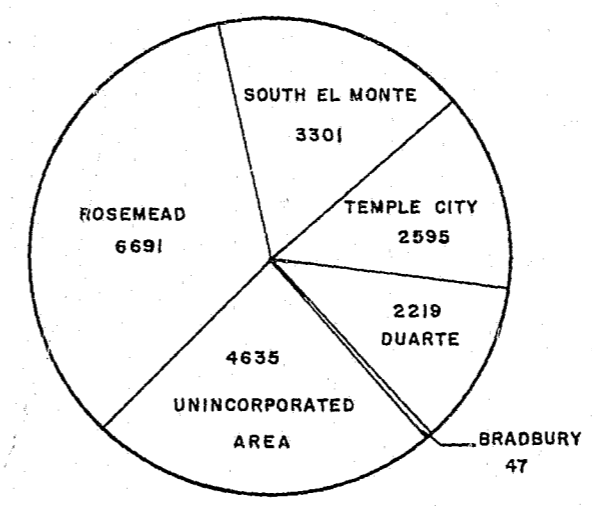 SOUTH EL MONTE
3301
ROSEMEAD
6691
TEMPLE CITY
2595
2219
DUARTE
4635
UNINCORPORATED
AREA
BRADBURY
47